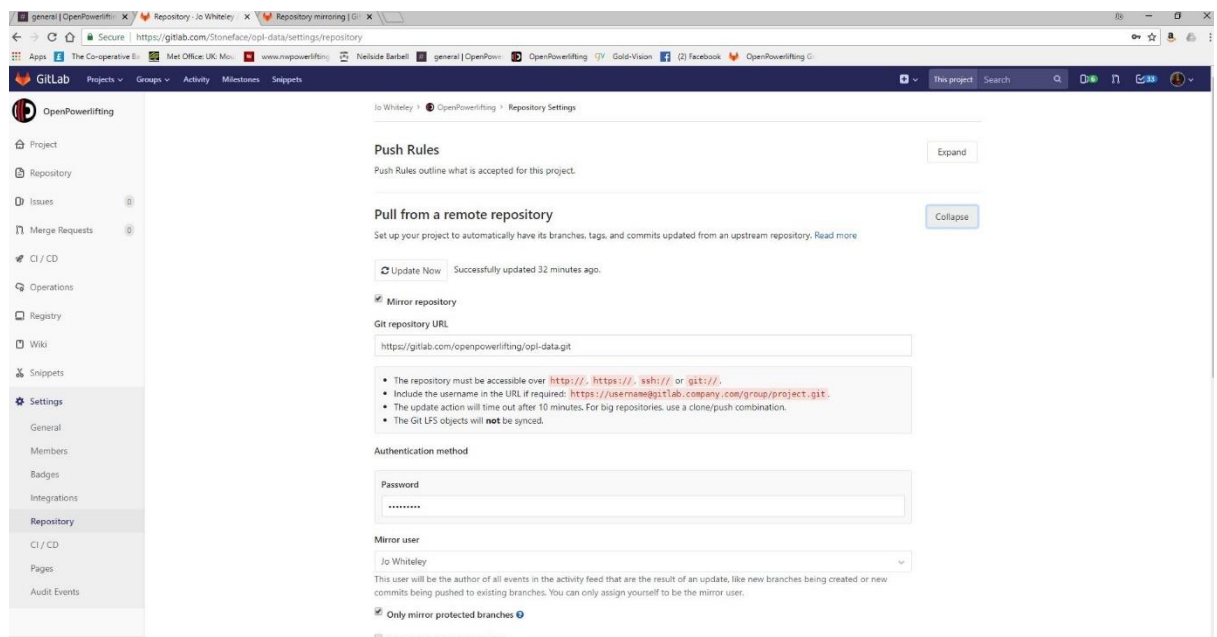 general | OpenPowerliftin
Repository · Jo Whiteley /
Repository mirroring | Git
Secure https://gitlab.com/Stoneface/opl-data/settings/repository
Apps The Co-operative Ba Met Office: UK: Mou www.nwpowerlifting Neilside Barbell general | OpenPower OpenPowerlifting Gold-Vision (2) Facebook OpenPowerlifting G
GitLab Projects Groups Activity Milestones Snippets This project Search 6 33
OpenPowerlifting
Project
Repository
Issues 0
Merge Requests 0
CI / CD
Operations
Registry
Wiki
Snippets
Settings
General
Members
Badges
Integrations
Repository
CI / CD
Pages
Audit Events
Jo Whiteley › OpenPowerlifting › Repository Settings
Push Rules
Expand
Push Rules outline what is accepted for this project.
Pull from a remote repository
Collapse
Set up your project to automatically have its branches, tags, and commits updated from an upstream repository. Read more
Update Now Successfully updated 32 minutes ago.
Mirror repository
Git repository URL
https://gitlab.com/openpowerlifting/opl-data.git
• The repository must be accessible over http://, https://, ssh:// or git://.
• Include the username in the URL if required: https://username@gitlab.company.com/group/project.git.
• The update action will time out after 10 minutes. For big repositories, use a clone/push combination.
• The Git LFS objects will not be synced.
Authentication method
Password
•••••••••
Mirror user
Jo Whiteley
This user will be the author of all events in the activity feed that are the result of an update, like new branches being created or new
commits being pushed to existing branches. You can only assign yourself to be the mirror user.
Only mirror protected branches